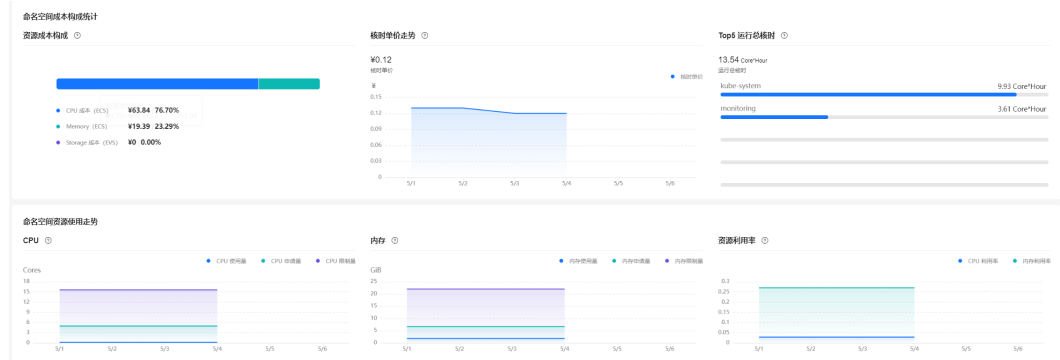 命名空间成本构成统计
资源成本构成
核时单价走势
Top5 运行总核时
CPU 成本 (ECS) ¥63.84 76.70%
Memory (ECS) ¥19.39 23.29%
Storage 成本 (EVS) ¥0 0.00%
¥0.12
核时单价
核时单价
¥
0.15
0.12
0.09
0.06
0.03
0
5/1 5/2 5/3 5/4 5/5 5/6
13.54 Core*Hour
运行总核时
kube-system 9.93 Core*Hour
monitoring 3.61 Core*Hour
命名空间资源使用走势
CPU
CPU 使用量 CPU 申请量 CPU 限制量
Cores
18
15
12
9
6
3
0
5/1 5/2 5/3 5/4 5/5 5/6
内存
内存使用量 内存申请量 内存限制量
GiB
25
20
15
10
5
0
5/1 5/2 5/3 5/4 5/5 5/6
资源利用率
CPU 利用率 内存利用率
0.3
0.25
0.2
0.15
0.1
0.05
0
5/1 5/2 5/3 5/4 5/5 5/6